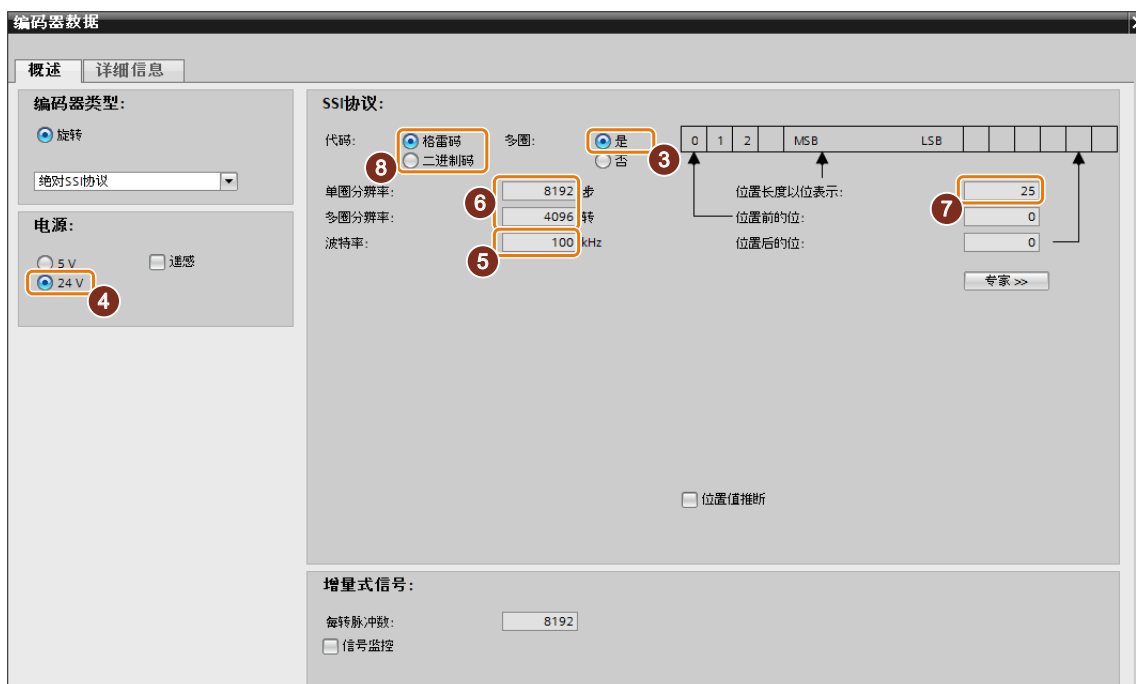 编码器数据
概述 详细信息
编码器类型:
旋转
绝对SSI协议
电源:
5 V 遥感
24 V
4
SSI协议:
代码: 格雷码 多圈: 是
二进制码 否
8 3
0 1 2 MSB LSB
单圈分辨率: 8192 步
多圈分辨率: 4096 转
波特率: 100 kHz
6
5
位置长度以位表示: 25
位置前的位: 0
位置后的位: 0
7
专家 >>
位置值推断
增量式信号:
每转脉冲数: 8192
信号监控